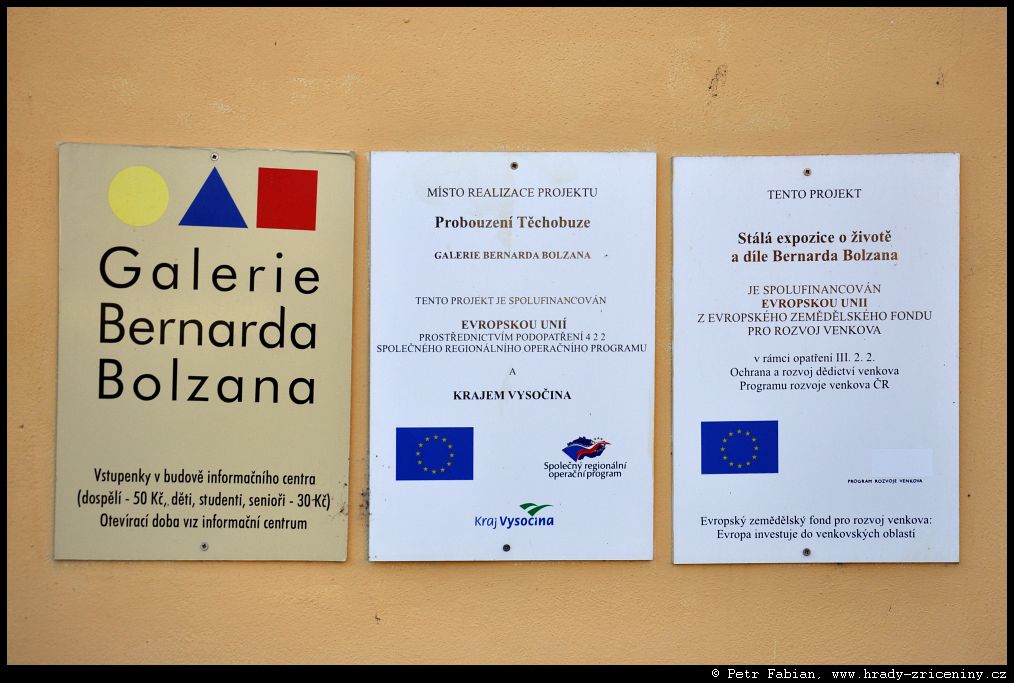 Galerie
Bernarda
Bolzana
Vstupenky v budově informačního centra
(dospělí - 50 Kč, děti, studenti, senioři - 30 Kč)
Otevírací doba viz informační centrum
MÍSTO REALIZACE PROJEKTU
Probouzení Těchobuze
GALERIE BERNARDA BOLZANA
TENTO PROJEKT JE SPOLUFINANCOVÁN
EVROPSKOU UNIÍ
PROSTŘEDNICTVÍM PODOPATŘENÍ 4 2 2
SPOLEČNÉHO REGIONÁLNÍHO OPERAČNÍHO PROGRAMU
A
KRAJEM VYSOČINA
Společný regionální
operační program
Kraj Vysočina
TENTO PROJEKT
Stálá expozice o životě
a díle Bernarda Bolzana
JE SPOLUFINANCOVÁN
EVROPSKOU UNII
Z EVROPSKÉHO ZEMĚDĚLSKÉHO FONDU
PRO ROZVOJ VENKOVA
v rámci opatření III. 2. 2.
Ochrana a rozvoj dědictví venkova
Programu rozvoje venkova ČR
PROGRAM ROZVOJE VENKOVA
Evropský zemědělský fond pro rozvoj venkova:
Evropa investuje do venkovských oblastí
© Petr Fabian, www.hrady-zriceniny.cz